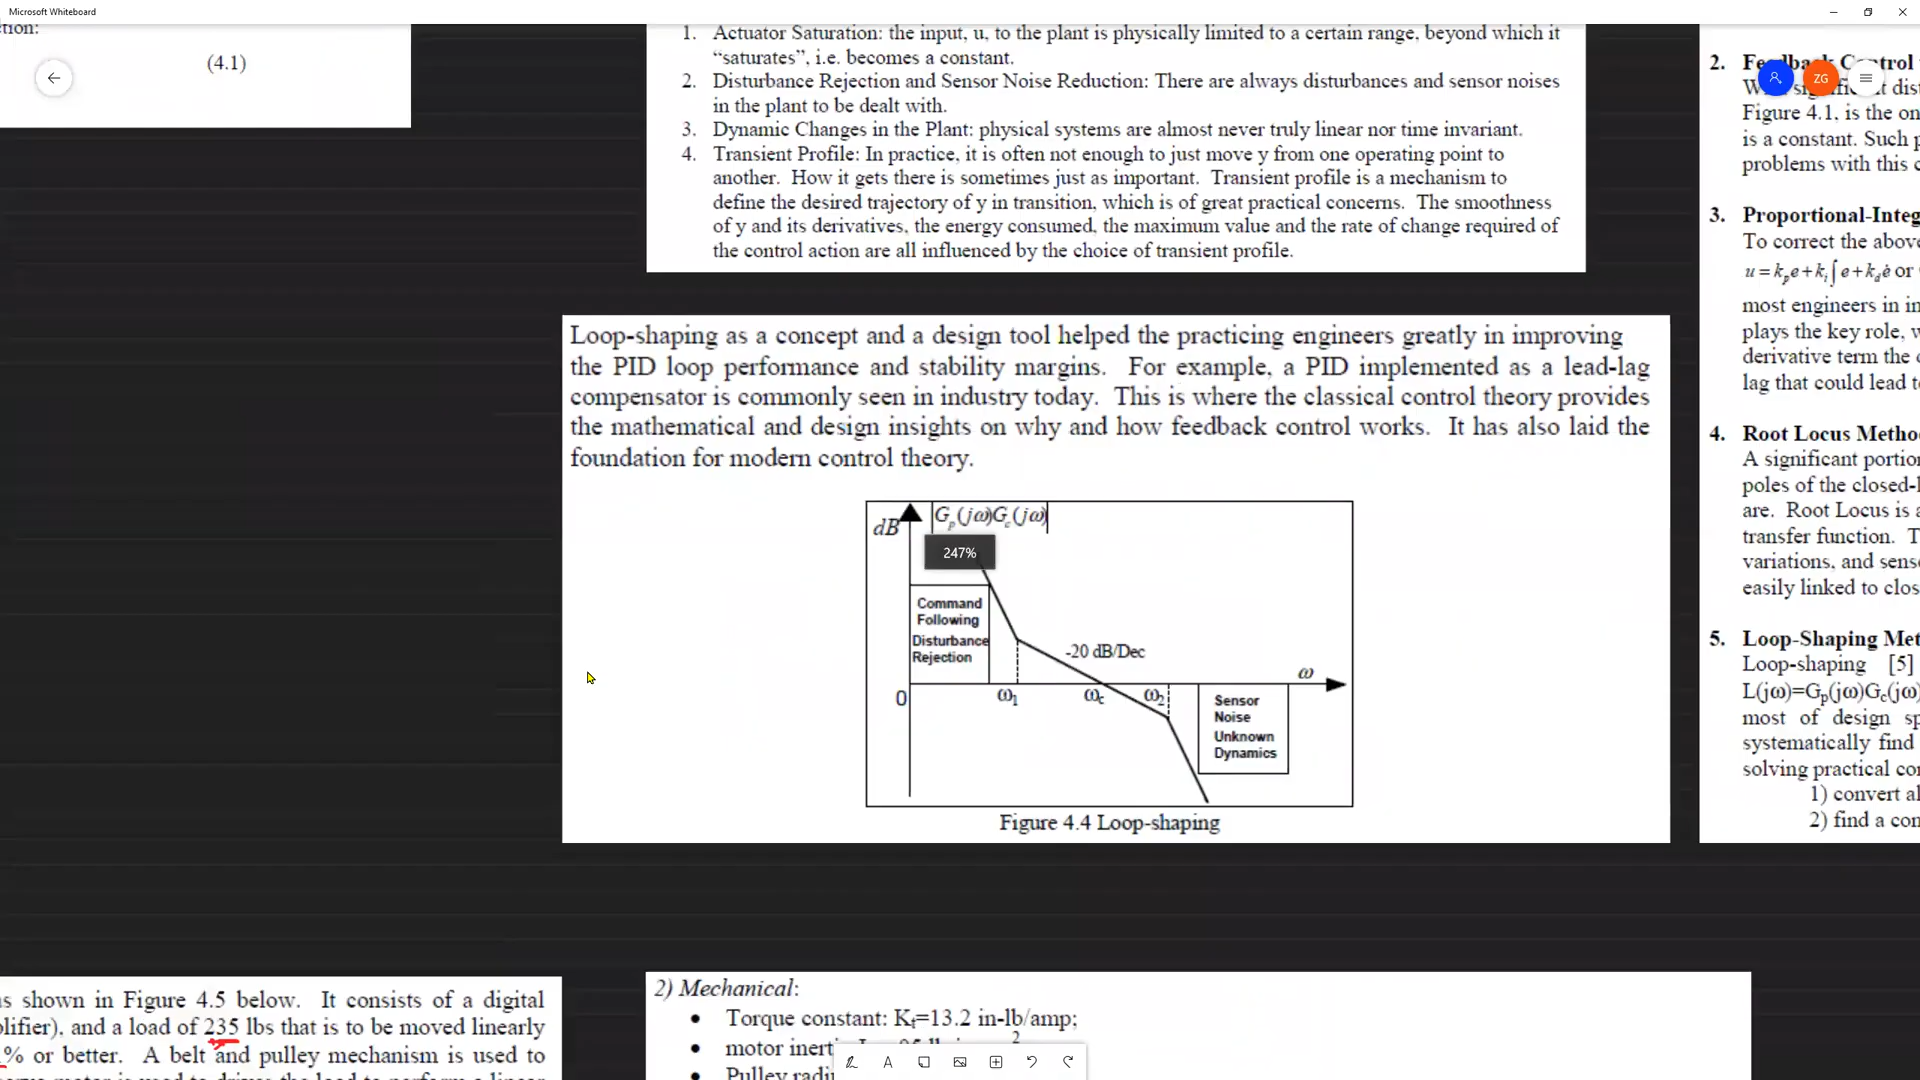 Microsoft Whiteboard
tion:
(4.1)
1. Actuator Saturation: the input, u, to the plant is physically limited to a certain range, beyond which it
“saturates”, i.e. becomes a constant.
2. Disturbance Rejection and Sensor Noise Reduction: There are always disturbances and sensor noises
in the plant to be dealt with.
3. Dynamic Changes in the Plant: physical systems are almost never truly linear nor time invariant.
4. Transient Profile: In practice, it is often not enough to just move y from one operating point to
another. How it gets there is sometimes just as important. Transient profile is a mechanism to
define the desired trajectory of y in transition, which is of great practical concerns. The smoothness
of y and its derivatives, the energy consumed, the maximum value and the rate of change required of
the control action are all influenced by the choice of transient profile.
Loop-shaping as a concept and a design tool helped the practicing engineers greatly in improving
the PID loop performance and stability margins. For example, a PID implemented as a lead-lag
compensator is commonly seen in industry today. This is where the classical control theory provides
the mathematical and design insights on why and how feedback control works. It has also laid the
foundation for modern control theory.
dB
|Gp(jω)Gc(jω)|
247%
Command
Following
Disturbance
Rejection
-20 dB/Dec
ω
0
ω1
ωc
ω2
Sensor
Noise
Unknown
Dynamics
Figure 4.4 Loop-shaping
2. Control
ZG
Figure 4.1, is the on
is a constant. Such p
problems with this c
3. Proportional-Integ
To correct the above
u = kpe + ki∫e + kdė or
most engineers in in
plays the key role, w
derivative term the
lag that could lead t
4. Root Locus Metho
A significant portion
poles of the closed-l
are. Root Locus is a
transfer function. T
variations, and sens
easily linked to clos
5. Loop-Shaping Met
Loop-shaping [5]
L(jω)=Gp(jω)Gc(jω)
most of design sp
systematically find
solving practical co
1) convert al
2) find a con
s shown in Figure 4.5 below. It consists of a digital
lifier), and a load of 235 lbs that is to be moved linearly
% or better. A belt and pulley mechanism is used to
2) Mechanical:
• Torque constant: Kt=13.2 in-lb/amp;
• motor inerti
• Pulley radi
A